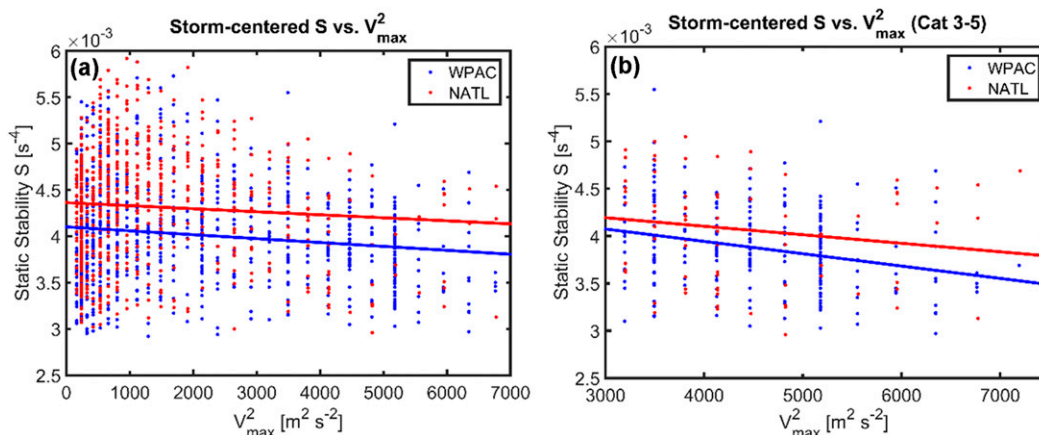 Storm-centered S vs. V²max
×10⁻³
(a)
WPAC
NATL
6
5.5
5
4.5
4
3.5
3
2.5
Static Stability S [s⁻⁴]
0 1000 2000 3000 4000 5000 6000 7000
V²max [m² s⁻²]
Storm-centered S vs. V²max (Cat 3-5)
×10⁻³
(b)
WPAC
NATL
6
5.5
5
4.5
4
3.5
3
2.5
Static Stability S [s⁻⁴]
3000 4000 5000 6000 7000
V²max [m² s⁻²]